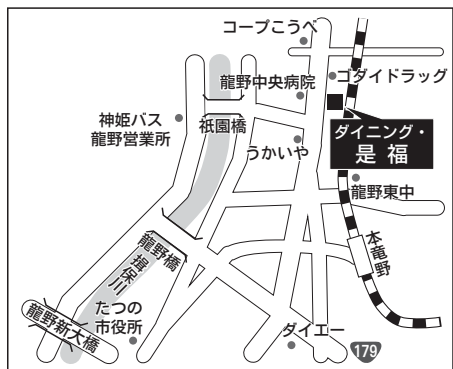 コープこうべ
龍野中央病院
ゴダイドラッグ
神姫バス
龍野営業所
祇園橋
うかいや
ダイニング・
是福
龍野東中
本竜野
龍野橋
揖保川
たつの
市役所
龍野新大橋
ダイエー
179